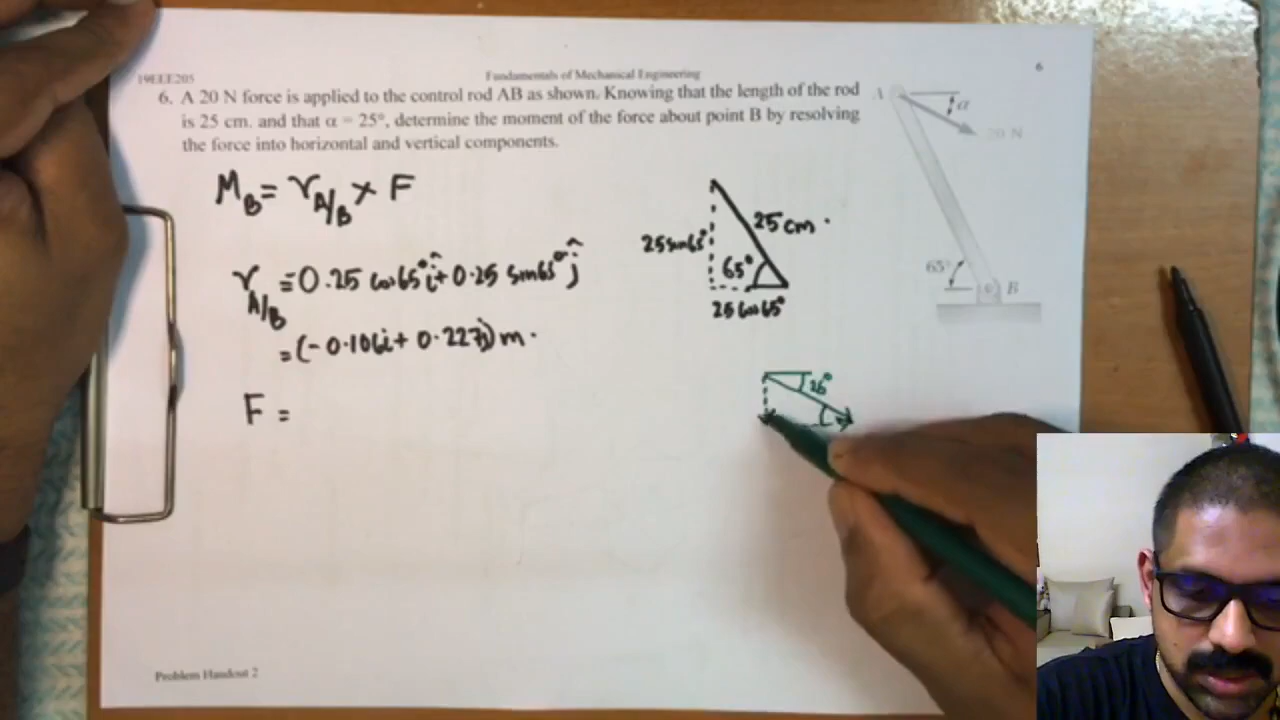 19EEE205
Fundamentals of Mechanical Engineering
6
6. A 20 N force is applied to the control rod AB as shown. Knowing that the length of the rod
is 25 cm. and that α = 25°, determine the moment of the force about point B by resolving
the force into horizontal and vertical components.
A
α
20 N
65°
B
M_B = r_A/B × F
r_A/B = 0.25 cos65° î + 0.25 sin65° ĵ
= (-0.106i + 0.227j) m.
F =
25 cm.
25 sin65°
65°
25 cos65°
25°
Problem Handout 2